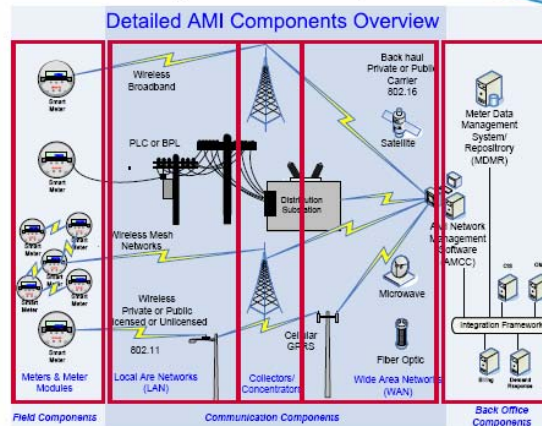 Detailed AMI Components Overview
Smart
Meter
Smart
Meter
Smart
Meter
Smart
Meter
Smart
Meter
Smart
Meter
Smart
Meter
Smart
Meter
Meters & Meter
Modules
Wireless
Broadband
PLC or BPL
Wireless Mesh
Networks
Wireless
Private or Public
Licensed or Unlicensed
802.11
Local Are Networks
(LAN)
Distribution
Substation
Collectors/
Concentrators
Back haul
Private or Public
Carrier
802.16
Satellite
Microwave
Cellular
GPRS
Fiber Optic
Wide Area Networks
(WAN)
AMI Network
Management
Software
(AMCC)
Meter Data
Management
System/
Repositrory
(MDMR)
CIS
Integration Framework
Billing
Demand
Response
Field Components
Communication Components
Back Office
Components